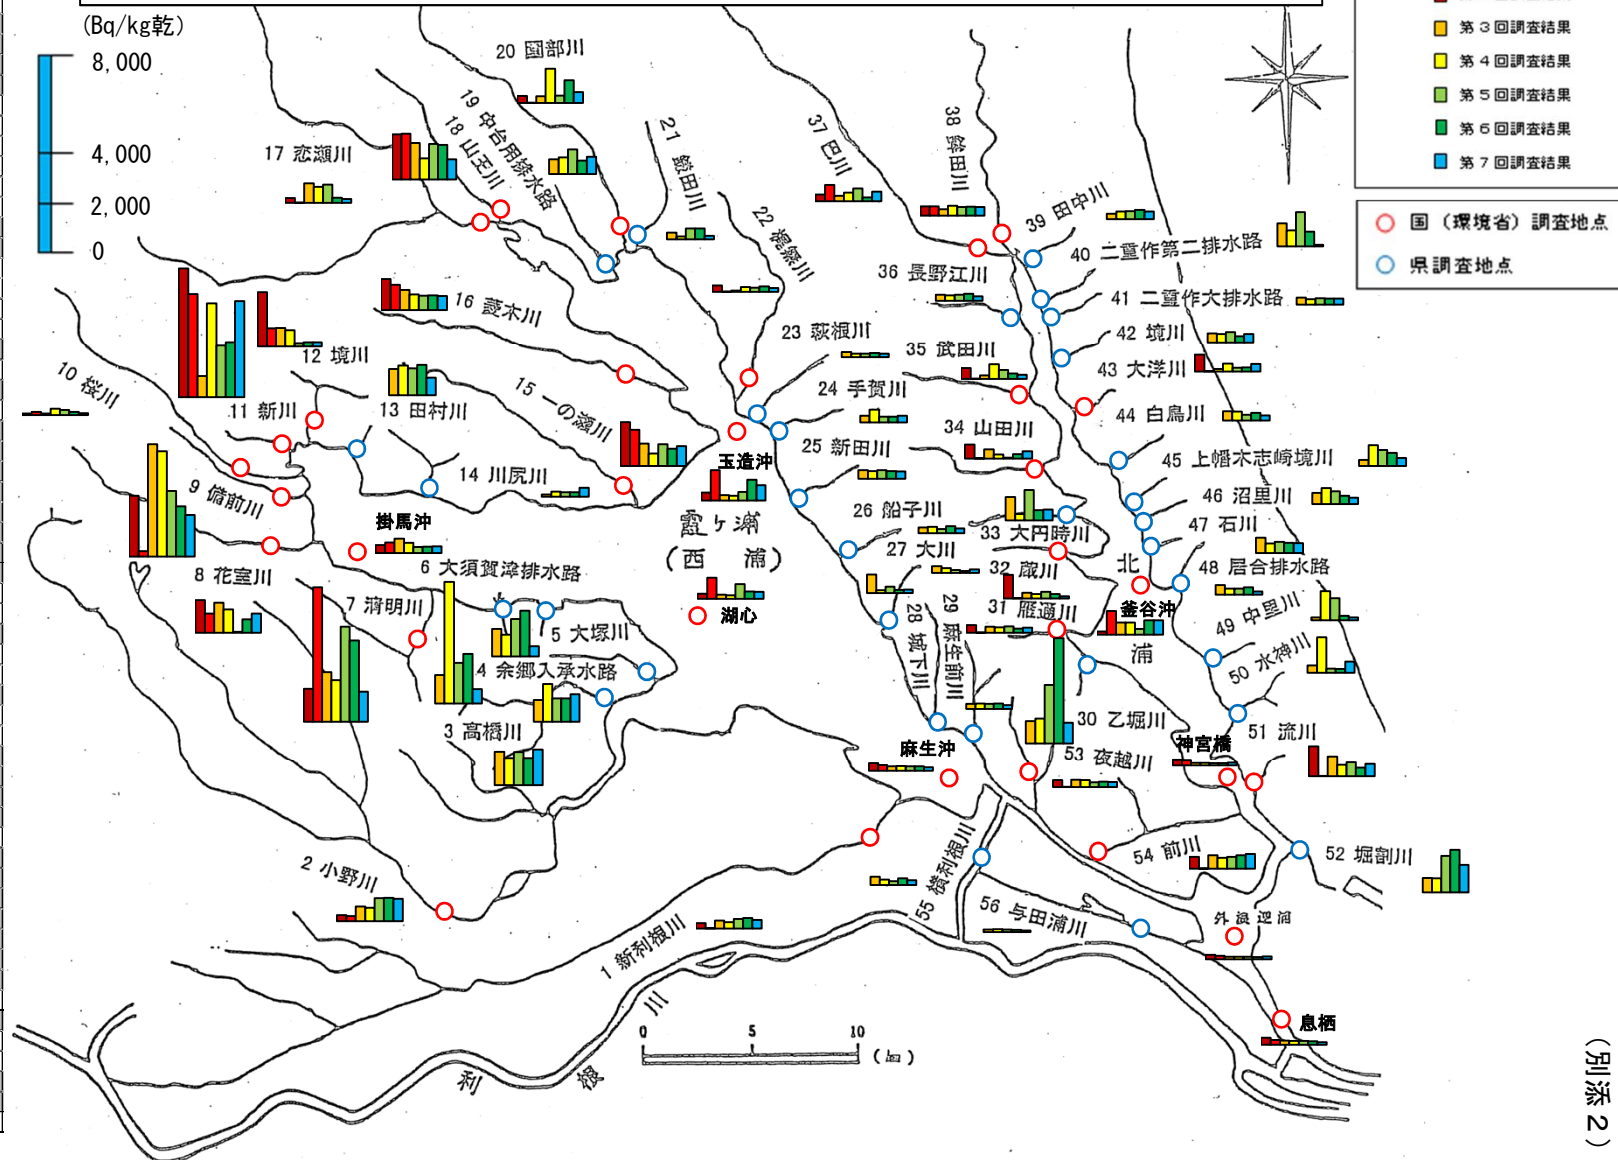 (Bq/kg乾)
8,000
4,000
2,000
0
第3回調査結果
第4回調査結果
第5回調査結果
第6回調査結果
第7回調査結果
国（環境省）調査地点
県調査地点
20 園部川
19 中台用排水路
18 山王川
17 恋瀬川
21 鎌田川
22 梶無川
37 巴川
38 鉾田川
39 田中川
40 二重作第二排水路
36 長野江川
41 二重作大排水路
16 菱木川
12 境川
23 萩根川
35 武田川
42 境川
43 大洋川
10 桜川
11 新川
13 田村川
15 一の瀬川
24 手賀川
44 白鳥川
34 山田川
25 新田川
45 上幡木志崎境川
玉造沖
14 川尻川
9 備前川
46 沼里川
26 船子川
霞ヶ浦
掛馬沖
33 大円時川
47 石川
（西 浦）
27 大川
北
6 大須賀津排水路
32 蔵川
48 居合排水路
8 花室川
7 清明川
湖心
31 雁通川
釜谷沖
49 中里川
5 大塚川
28 城下川
29 麻生前川
浦
50 水神川
4 余郷入承水路
3 高橋川
30 乙堀川
51 流川
麻生沖
神宮橋
53 夜越川
2 小野川
54 前川
52 堀割川
55 横利根川
56 与田浦川
外浪逆浦
1 新利根川
息栖
0 5 10 (㎞)
利 根 川
（別添2）